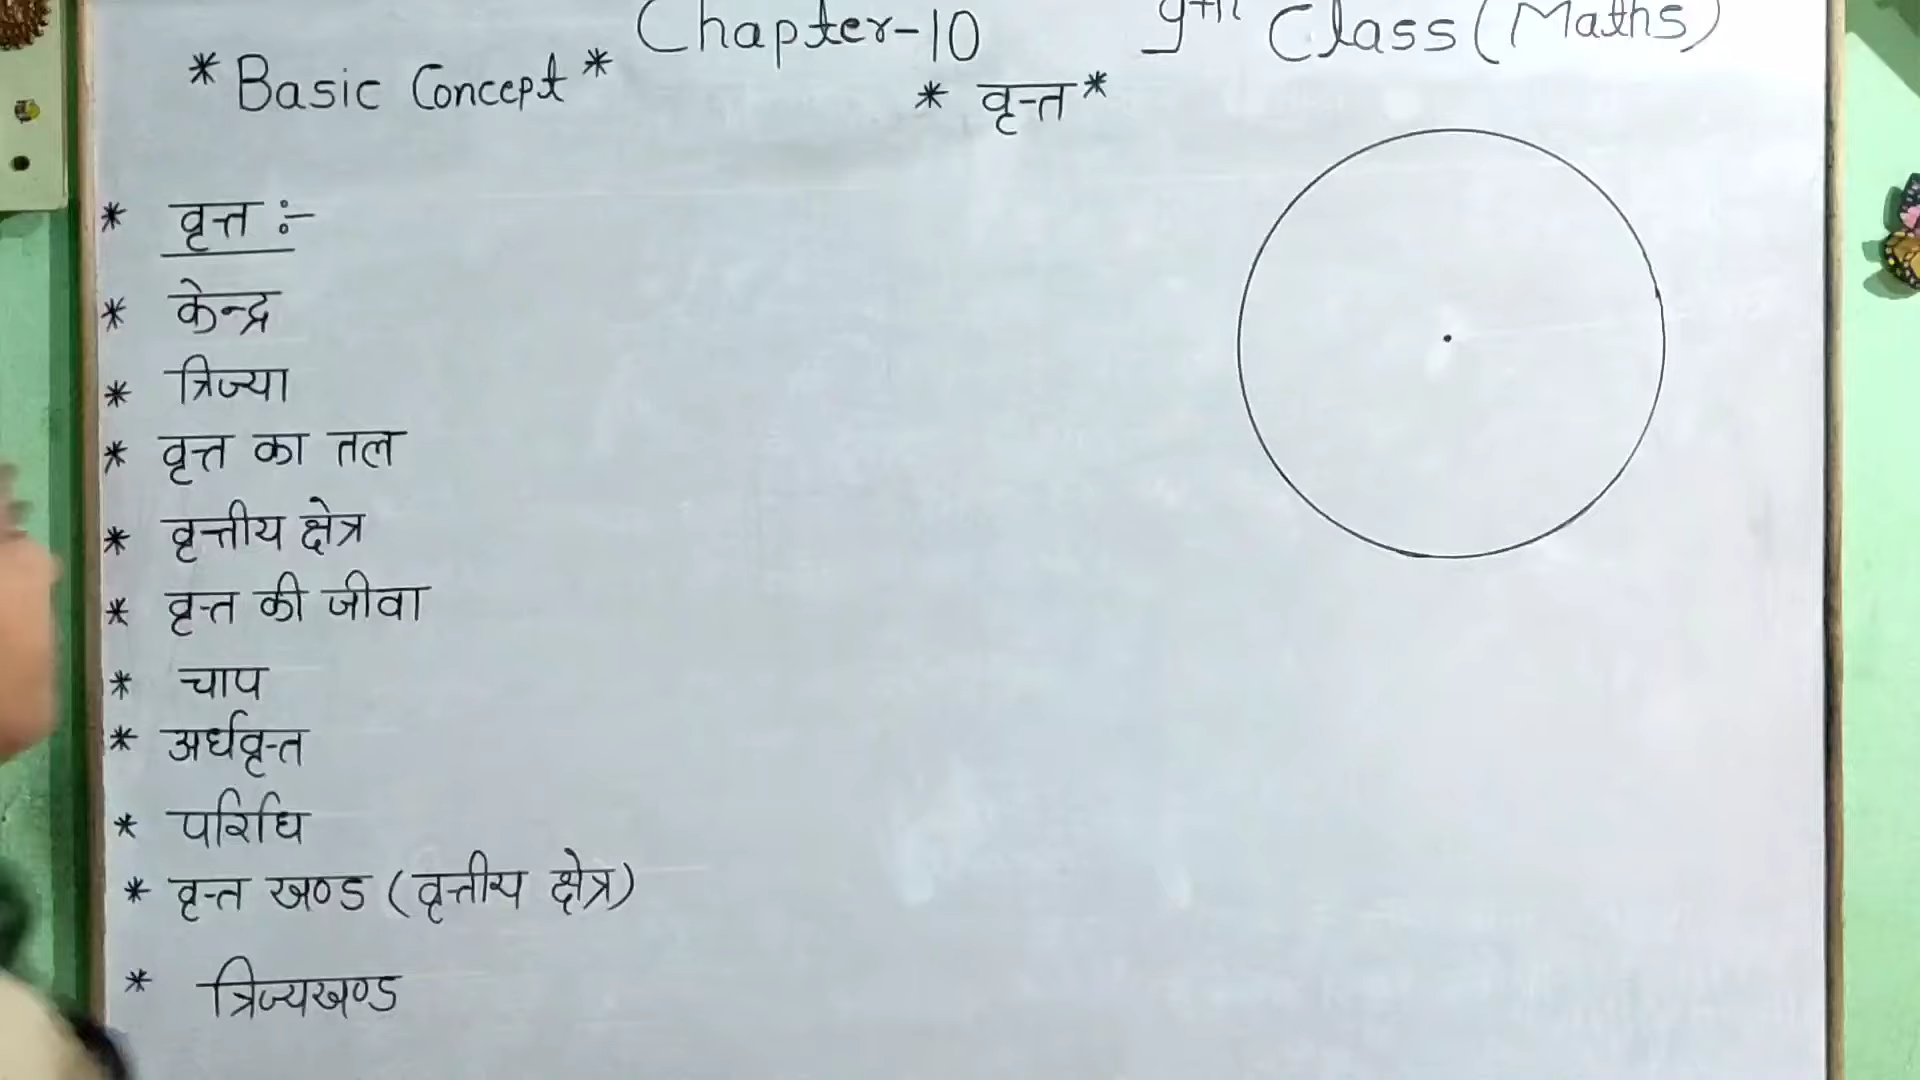 Chapter-10 9th Class (Maths)
* Basic Concept * * वृत्त *
* वृत्त :-
* केन्द्र
* त्रिज्या
* वृत्त का तल
* वृत्तीय क्षेत्र
* वृत्त की जीवा
* चाप
* अर्धवृत्त
* परिधि
* वृत्त खण्ड (वृत्तीय क्षेत्र)
* त्रिज्यखण्ड